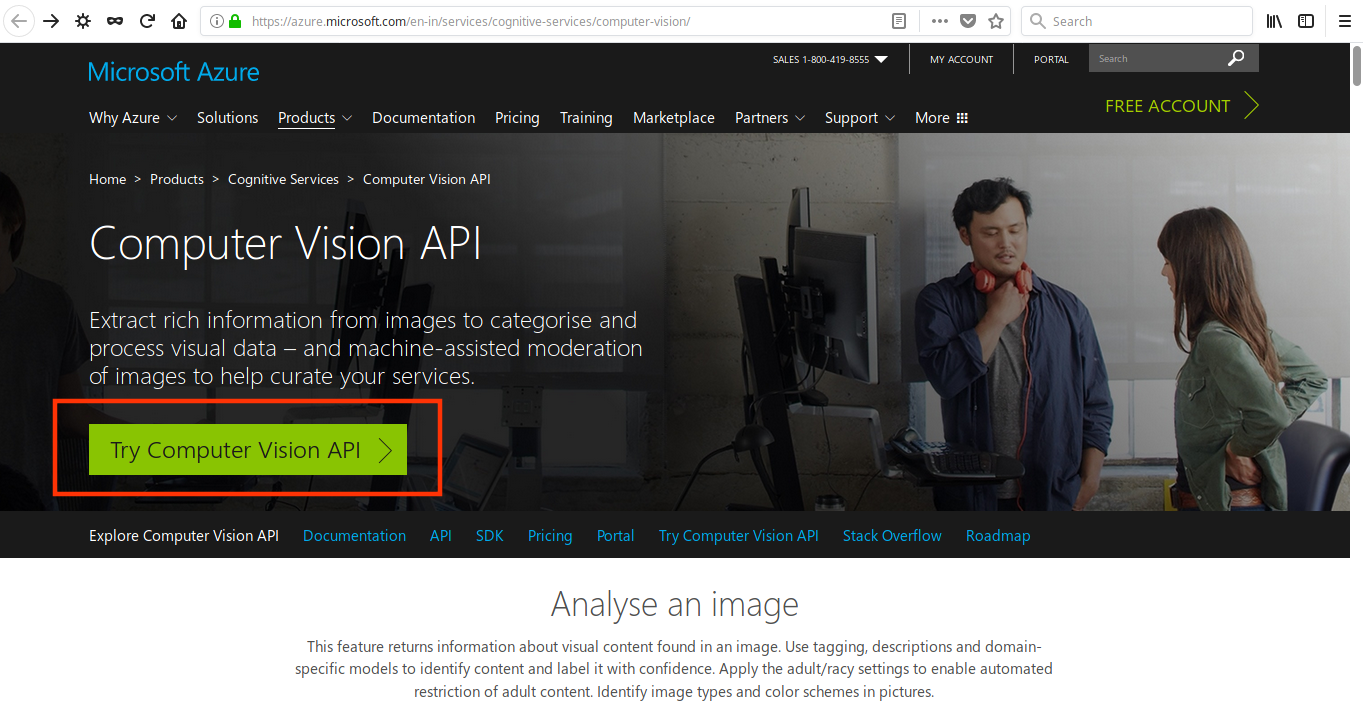 https://azure.microsoft.com/en-in/services/cognitive-services/computer-vision/
Search
Microsoft Azure
SALES 1-800-419-8555
MY ACCOUNT
PORTAL
Search
FREE ACCOUNT
Why Azure
Solutions
Products
Documentation
Pricing
Training
Marketplace
Partners
Support
More
Home > Products > Cognitive Services > Computer Vision API
Computer Vision API
Extract rich information from images to categorise and
process visual data – and machine-assisted moderation
of images to help curate your services.
Try Computer Vision API
Explore Computer Vision API
Documentation
API
SDK
Pricing
Portal
Try Computer Vision API
Stack Overflow
Roadmap
Analyse an image
This feature returns information about visual content found in an image. Use tagging, descriptions and domain-
specific models to identify content and label it with confidence. Apply the adult/racy settings to enable automated
restriction of adult content. Identify image types and color schemes in pictures.